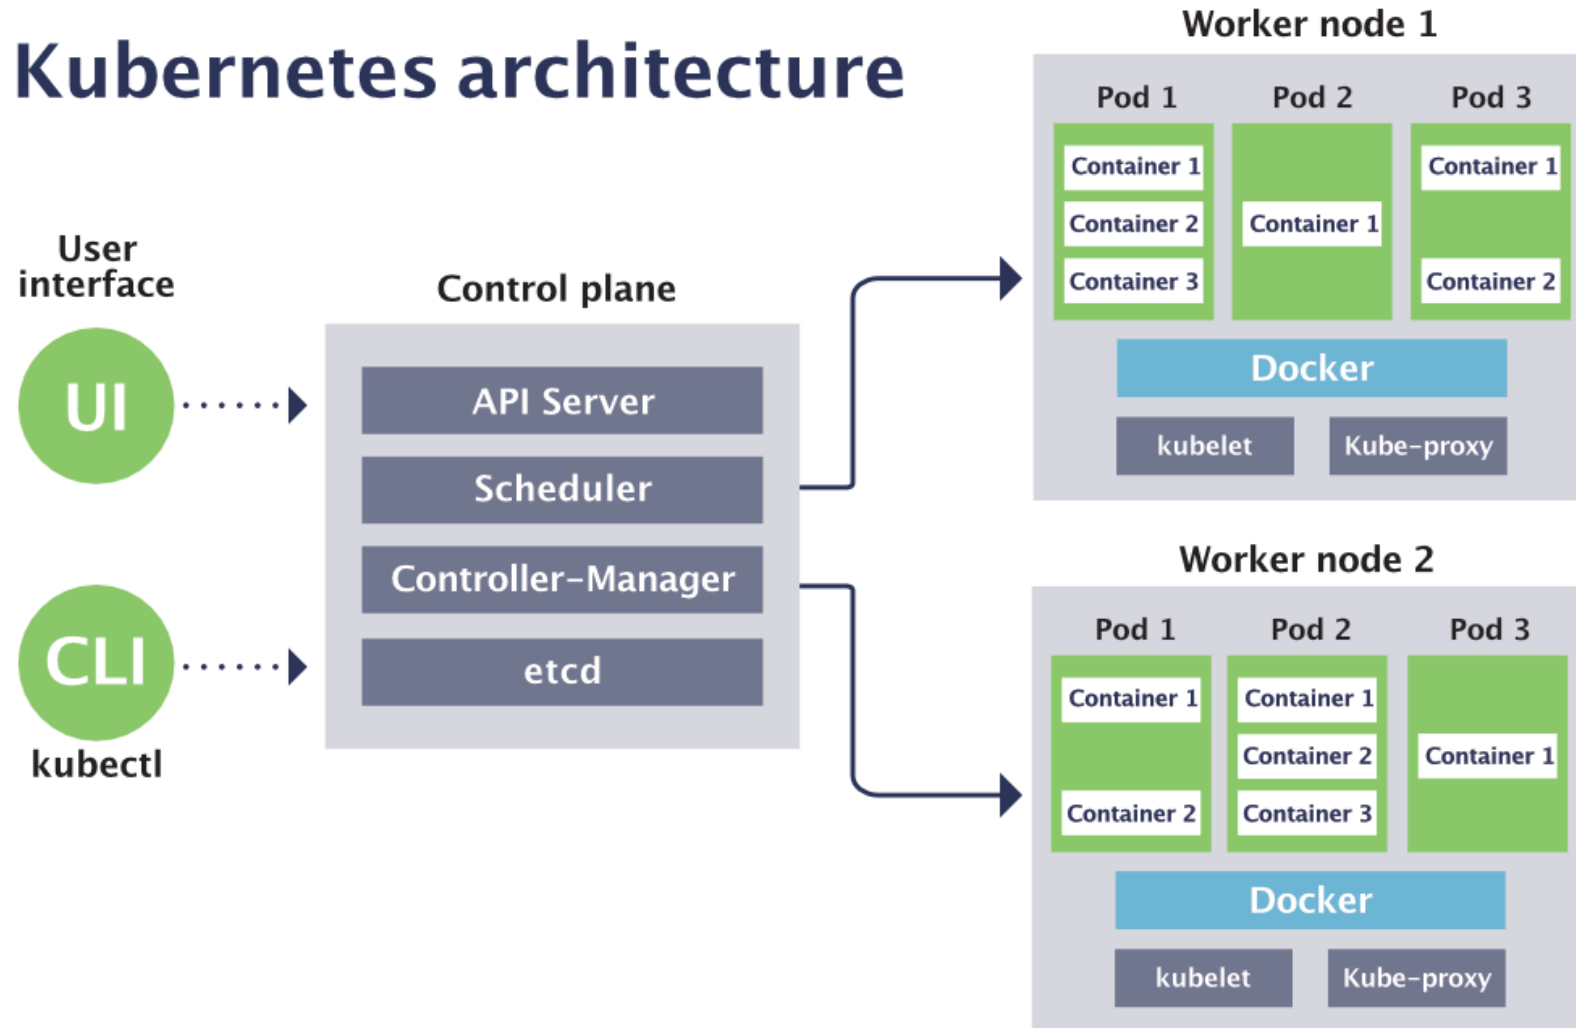 Kubernetes architecture
User
interface
UI
CLI
kubectl
Control plane
API Server
Scheduler
Controller-Manager
etcd
Worker node 1
Pod 1
Container 1
Container 2
Container 3
Pod 2
Container 1
Pod 3
Container 1
Container 2
Docker
kubelet
Kube-proxy
Worker node 2
Pod 1
Container 1
Container 2
Pod 2
Container 1
Container 2
Container 3
Pod 3
Container 1
Docker
kubelet
Kube-proxy